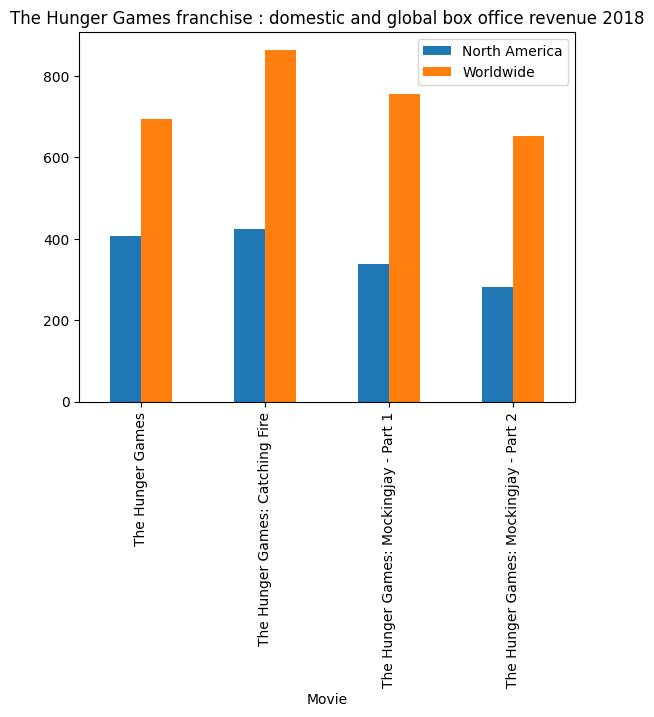 The Hunger Games franchise : domestic and global box office revenue 2018
North America
Worldwide
800
600
400
200
0
The Hunger Games
The Hunger Games: Catching Fire
The Hunger Games: Mockingjay - Part 1
The Hunger Games: Mockingjay - Part 2
Movie